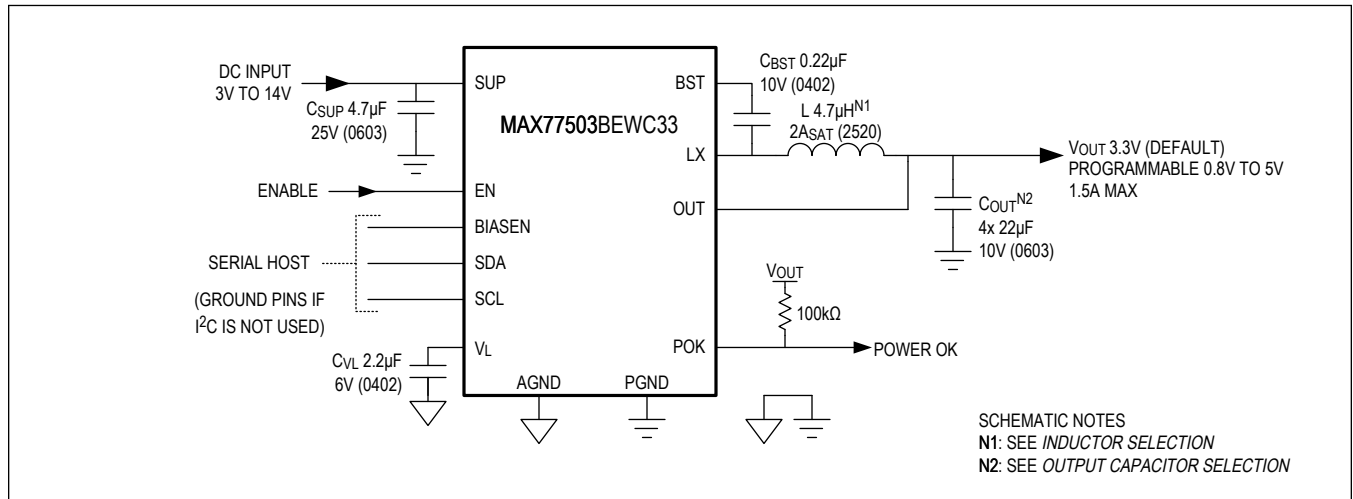 DC INPUT
3V TO 14V
CSUP 4.7µF
25V (0603)
ENABLE
SERIAL HOST
(GROUND PINS IF
I2C IS NOT USED)
CVL 2.2µF
6V (0402)
SUP
EN
BIASEN
SDA
SCL
VL
MAX77503BEWC33
AGND
PGND
BST
LX
OUT
POK
CBST 0.22µF
10V (0402)
L 4.7µHN1
2ASAT (2520)
VOUT 3.3V (DEFAULT)
PROGRAMMABLE 0.8V TO 5V
1.5A MAX
COUTN2
4x 22µF
10V (0603)
VOUT
100kΩ
POWER OK
SCHEMATIC NOTES
N1: SEE INDUCTOR SELECTION
N2: SEE OUTPUT CAPACITOR SELECTION